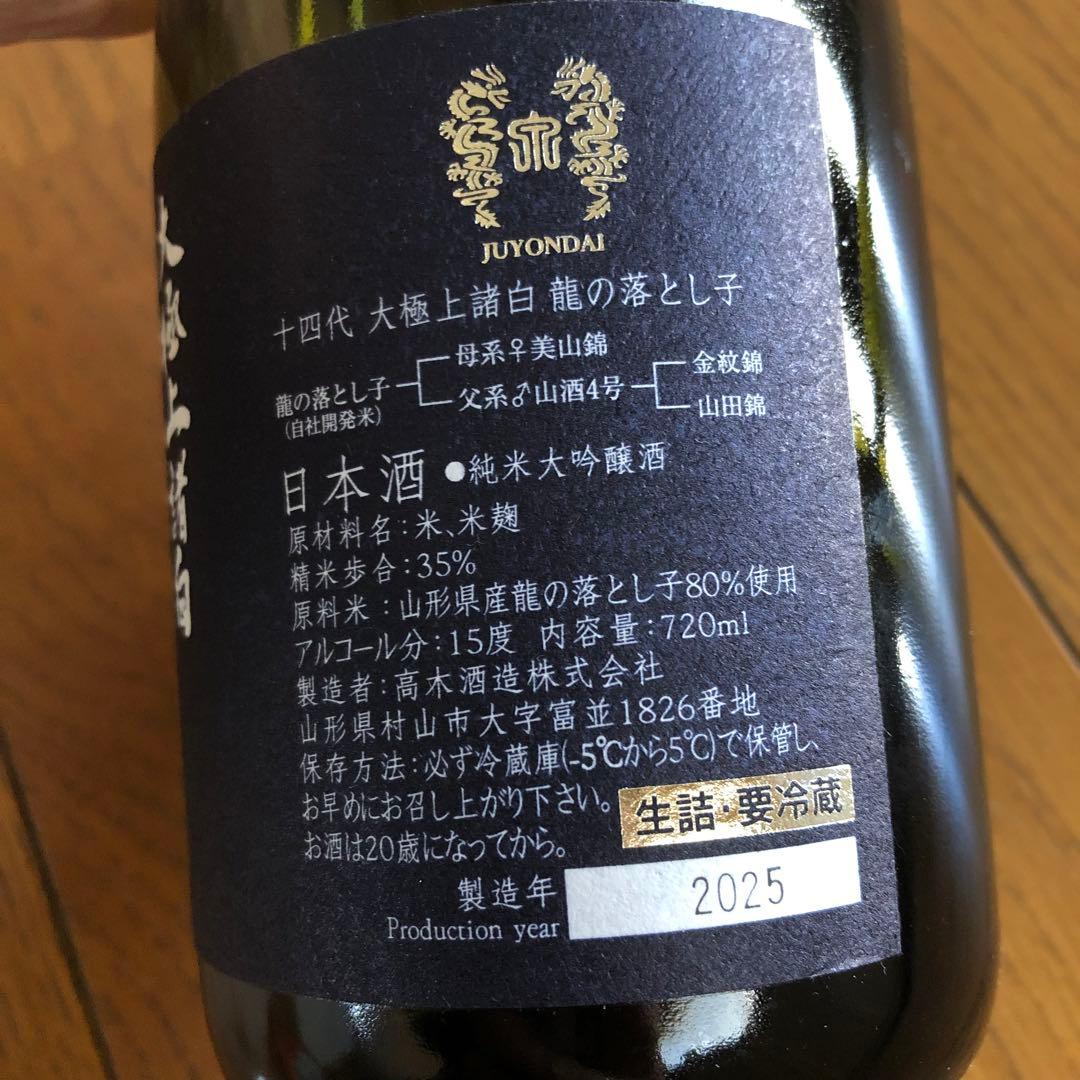 大極上諸白
JUYONDAI
十四代 大極上諸白 龍の落とし子
龍の落とし子
(自社開発米)
母系♀美山錦
父系♂山酒4号
金紋錦
山田錦
日本酒 ●純米大吟醸酒
原材料名:米、米麹
精米歩合:35%
原料米:山形県産龍の落とし子80%使用
アルコール分:15度 内容量:720ml
製造者:高木酒造株式会社
山形県村山市大字富並1826番地
保存方法:必ず冷蔵庫(-5℃から5℃)で保管し、
お早めにお召し上がり下さい。
生詰・要冷蔵
お酒は20歳になってから。
製造年 2025
Production year